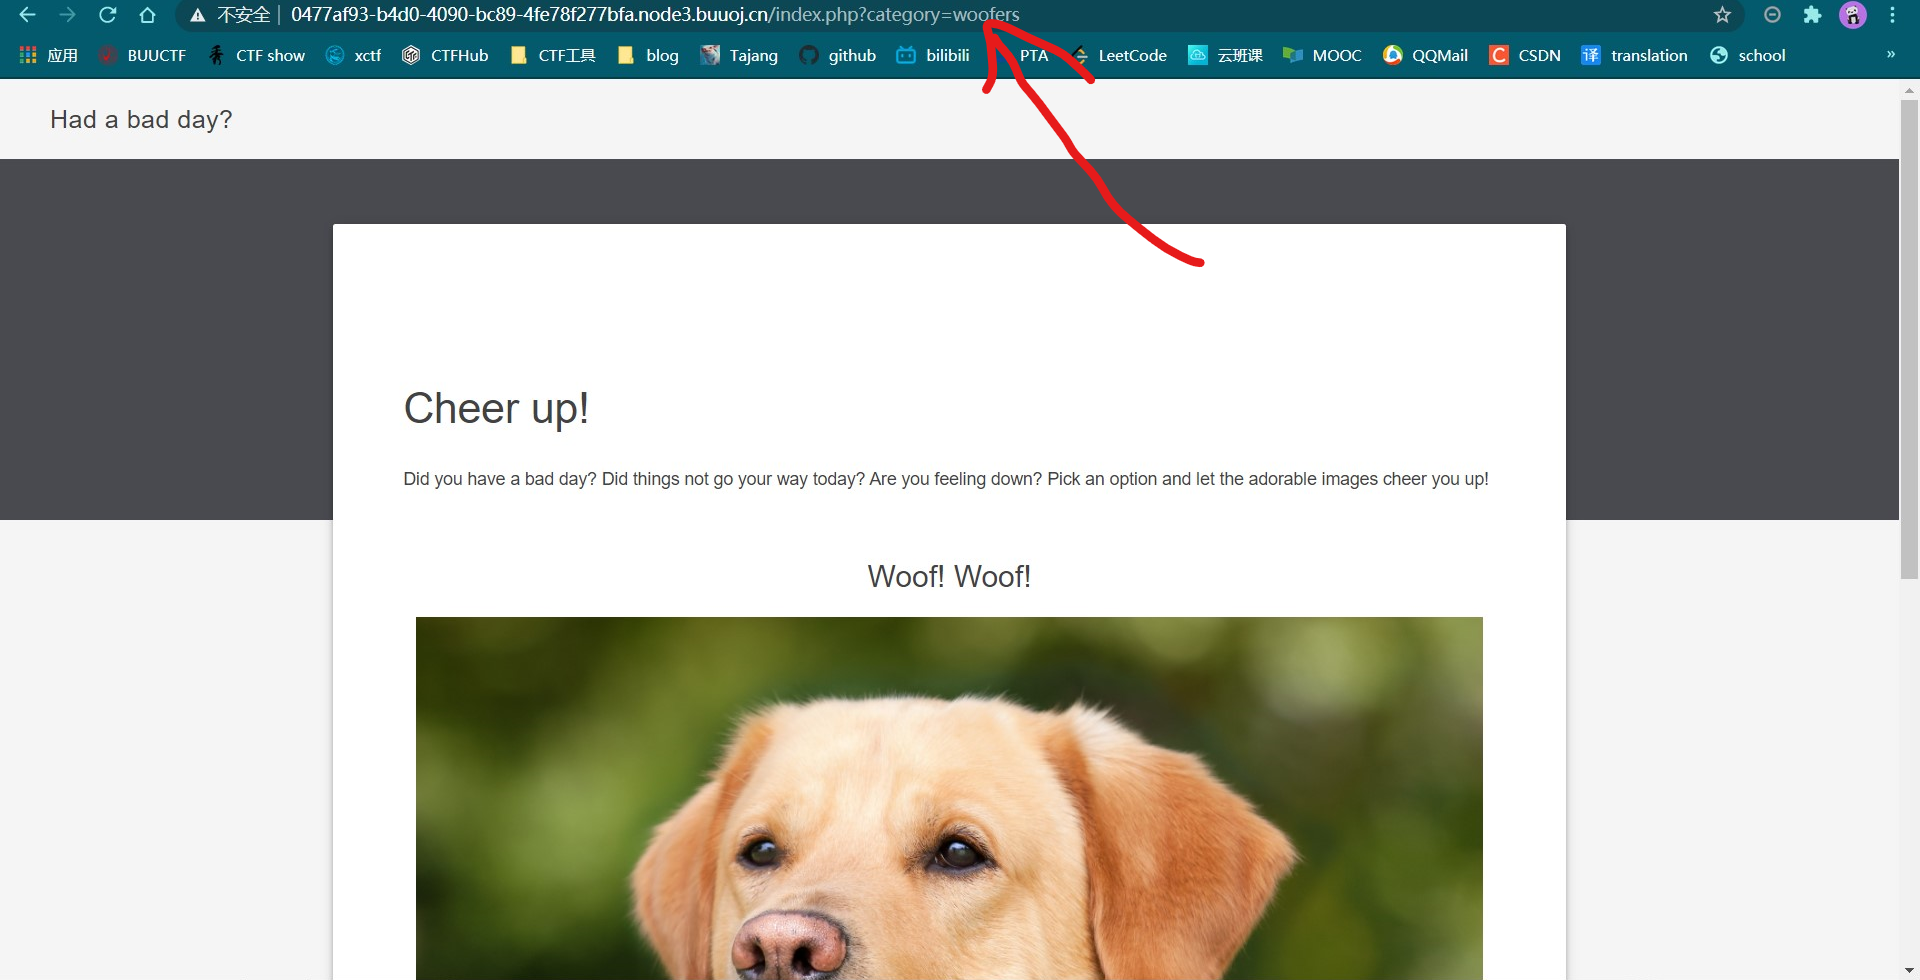 不安全 0477af93-b4d0-4090-bc89-4fe78f277bfa.node3.buuoj.cn/index.php?category=woofers
应用 BUUCTF CTF show xctf CTFHub CTF工具 blog Tajang github bilibili PTA LeetCode 云班课 MOOC QQMail C CSDN 译 translation school »
Had a bad day?
Cheer up!
Did you have a bad day? Did things not go your way today? Are you feeling down? Pick an option and let the adorable images cheer you up!
Woof! Woof!